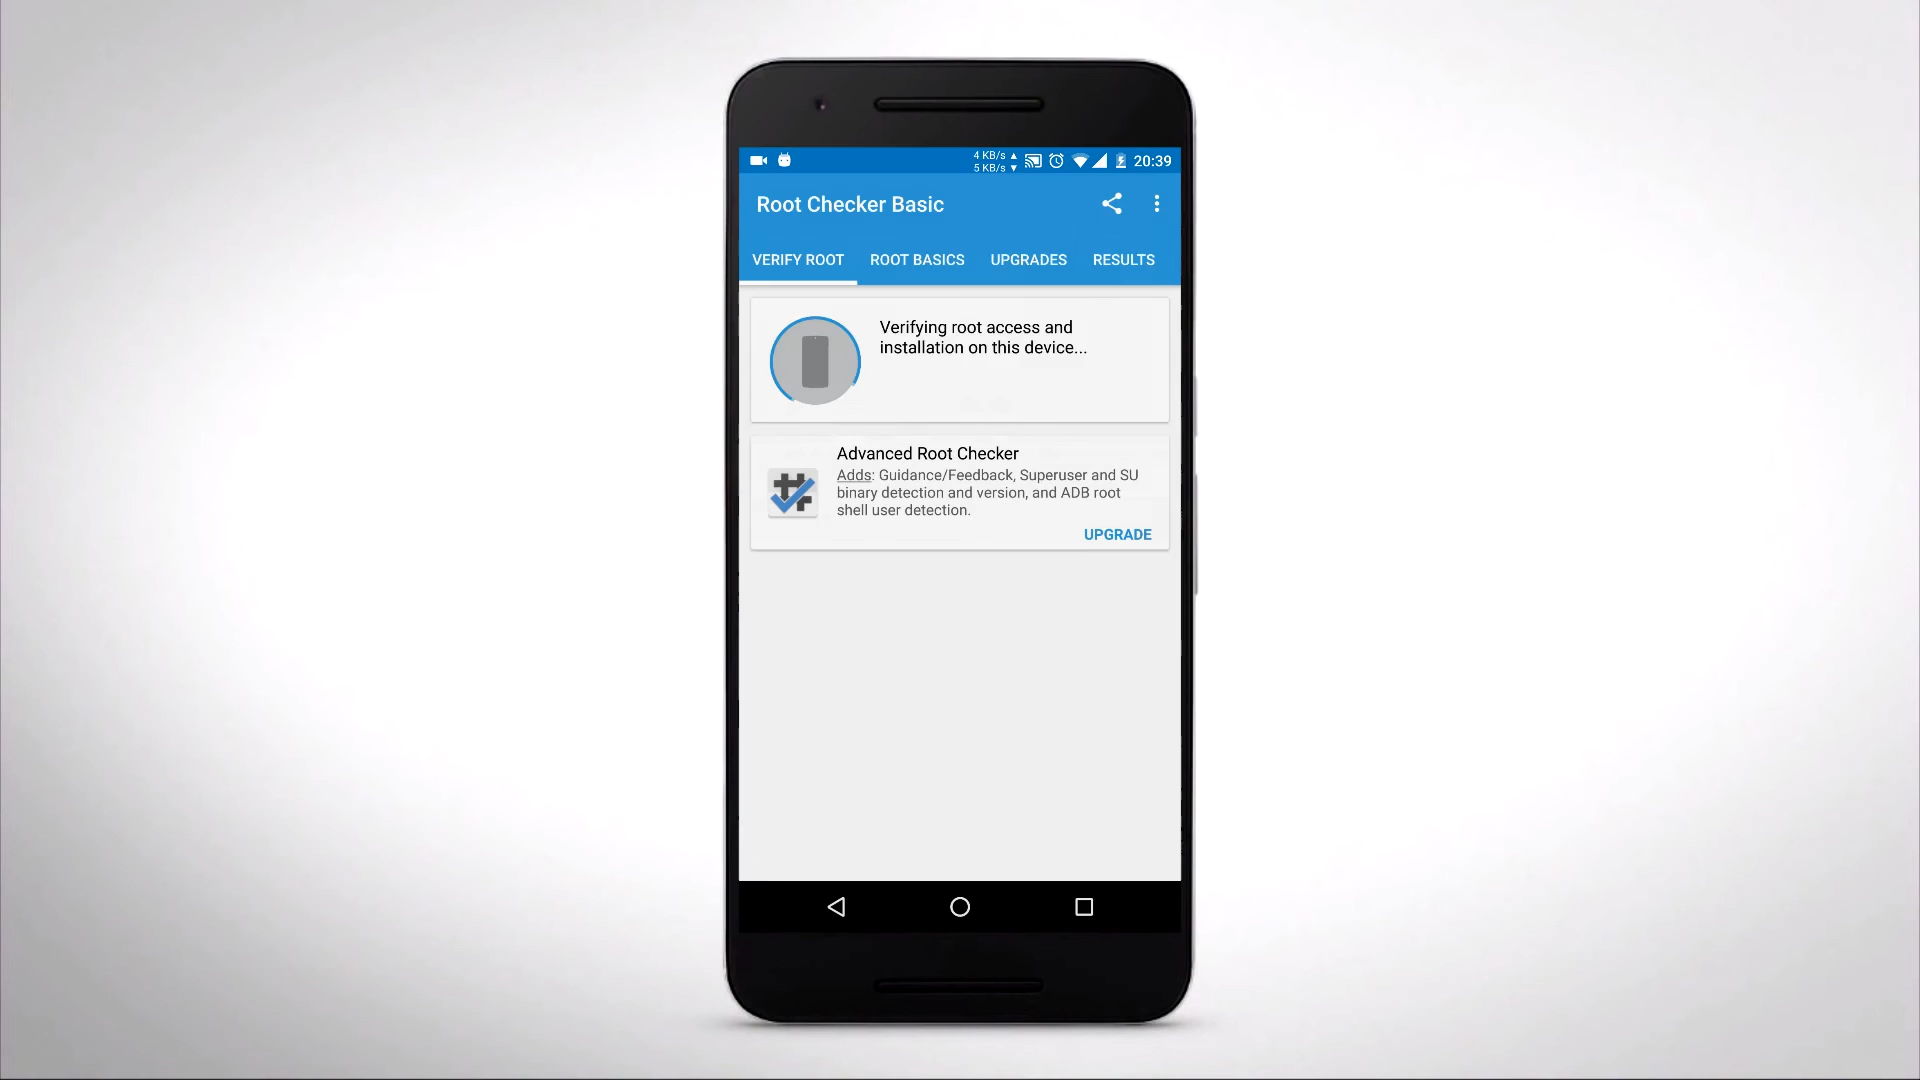 4 KB/s
5 KB/s
20:39
Root Checker Basic
VERIFY ROOT
ROOT BASICS
UPGRADES
RESULTS
Verifying root access and
installation on this device...
Advanced Root Checker
Adds: Guidance/Feedback, Superuser and SU
binary detection and version, and ADB root
shell user detection.
UPGRADE